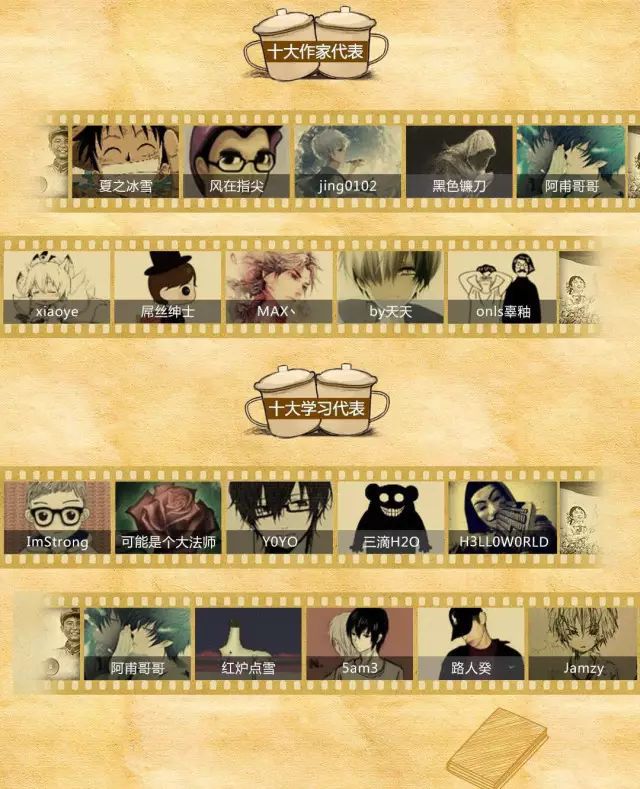 十大作家代表
夏之冰雪
风在指尖
jing0102
黑色镰刀
阿甫哥哥
xiaoye
屌丝绅士
MAX丶
by天天
onls辜釉
十大学习代表
ImStrong
可能是个大法师
Y0YO
三滴H2O
H3LL0W0RLD
阿甫哥哥
红炉点雪
5am3
路人癸
Jamzy